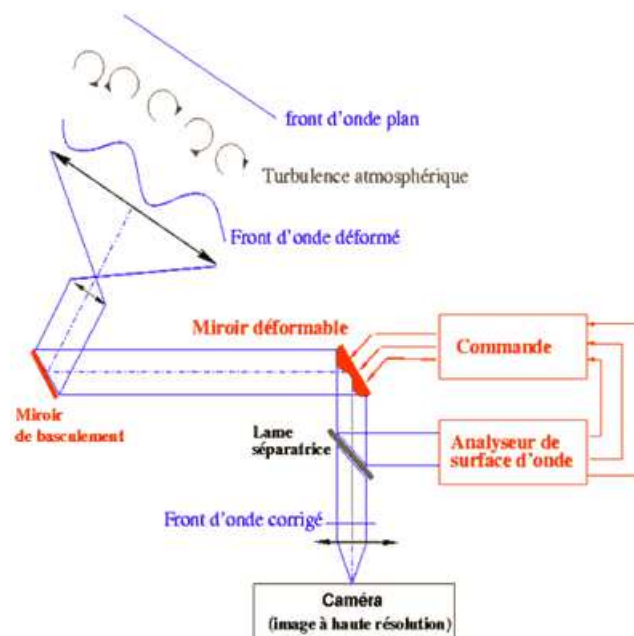 front d'onde plan
Turbulence atmosphérique
Front d'onde déformé
Miroir déformable
Commande
Miroir
de basculement
Lame
séparatrice
Analyseur de
surface d'onde
Front d'onde corrigé
Caméra
(image à haute résolution)